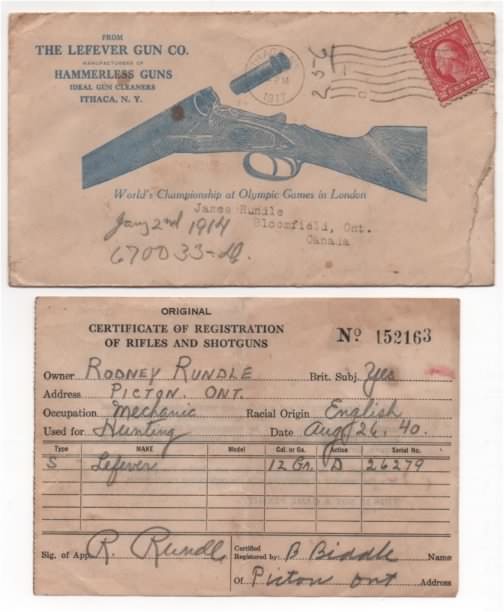 FROM
THE LEFEVER GUN CO.
MANUFACTURERS OF
HAMMERLESS GUNS
IDEAL GUN CLEANERS
ITHACA, N. Y.
1917
World's Championship at Olympic Games in London
James Rundle
Bloomfield, Ont.
Canada
Jany 2nd 1914
ORIGINAL
CERTIFICATE OF REGISTRATION
OF RIFLES AND SHOTGUNS
No 152163
Owner RODNEY RUNDLE Brit. Subj. Yes
Address PICTON. ONT.
Occupation Mechanic Racial Origin English
Used for Hunting Date Aug 26, 40.
Type MAKE Model Cal. or Ga. Action Serial No.
S Lefever 12 Ga. D 26279
Sig. of App. R. Rundle Certified Registered by: B Biddle Name
Of Picton Ont Address